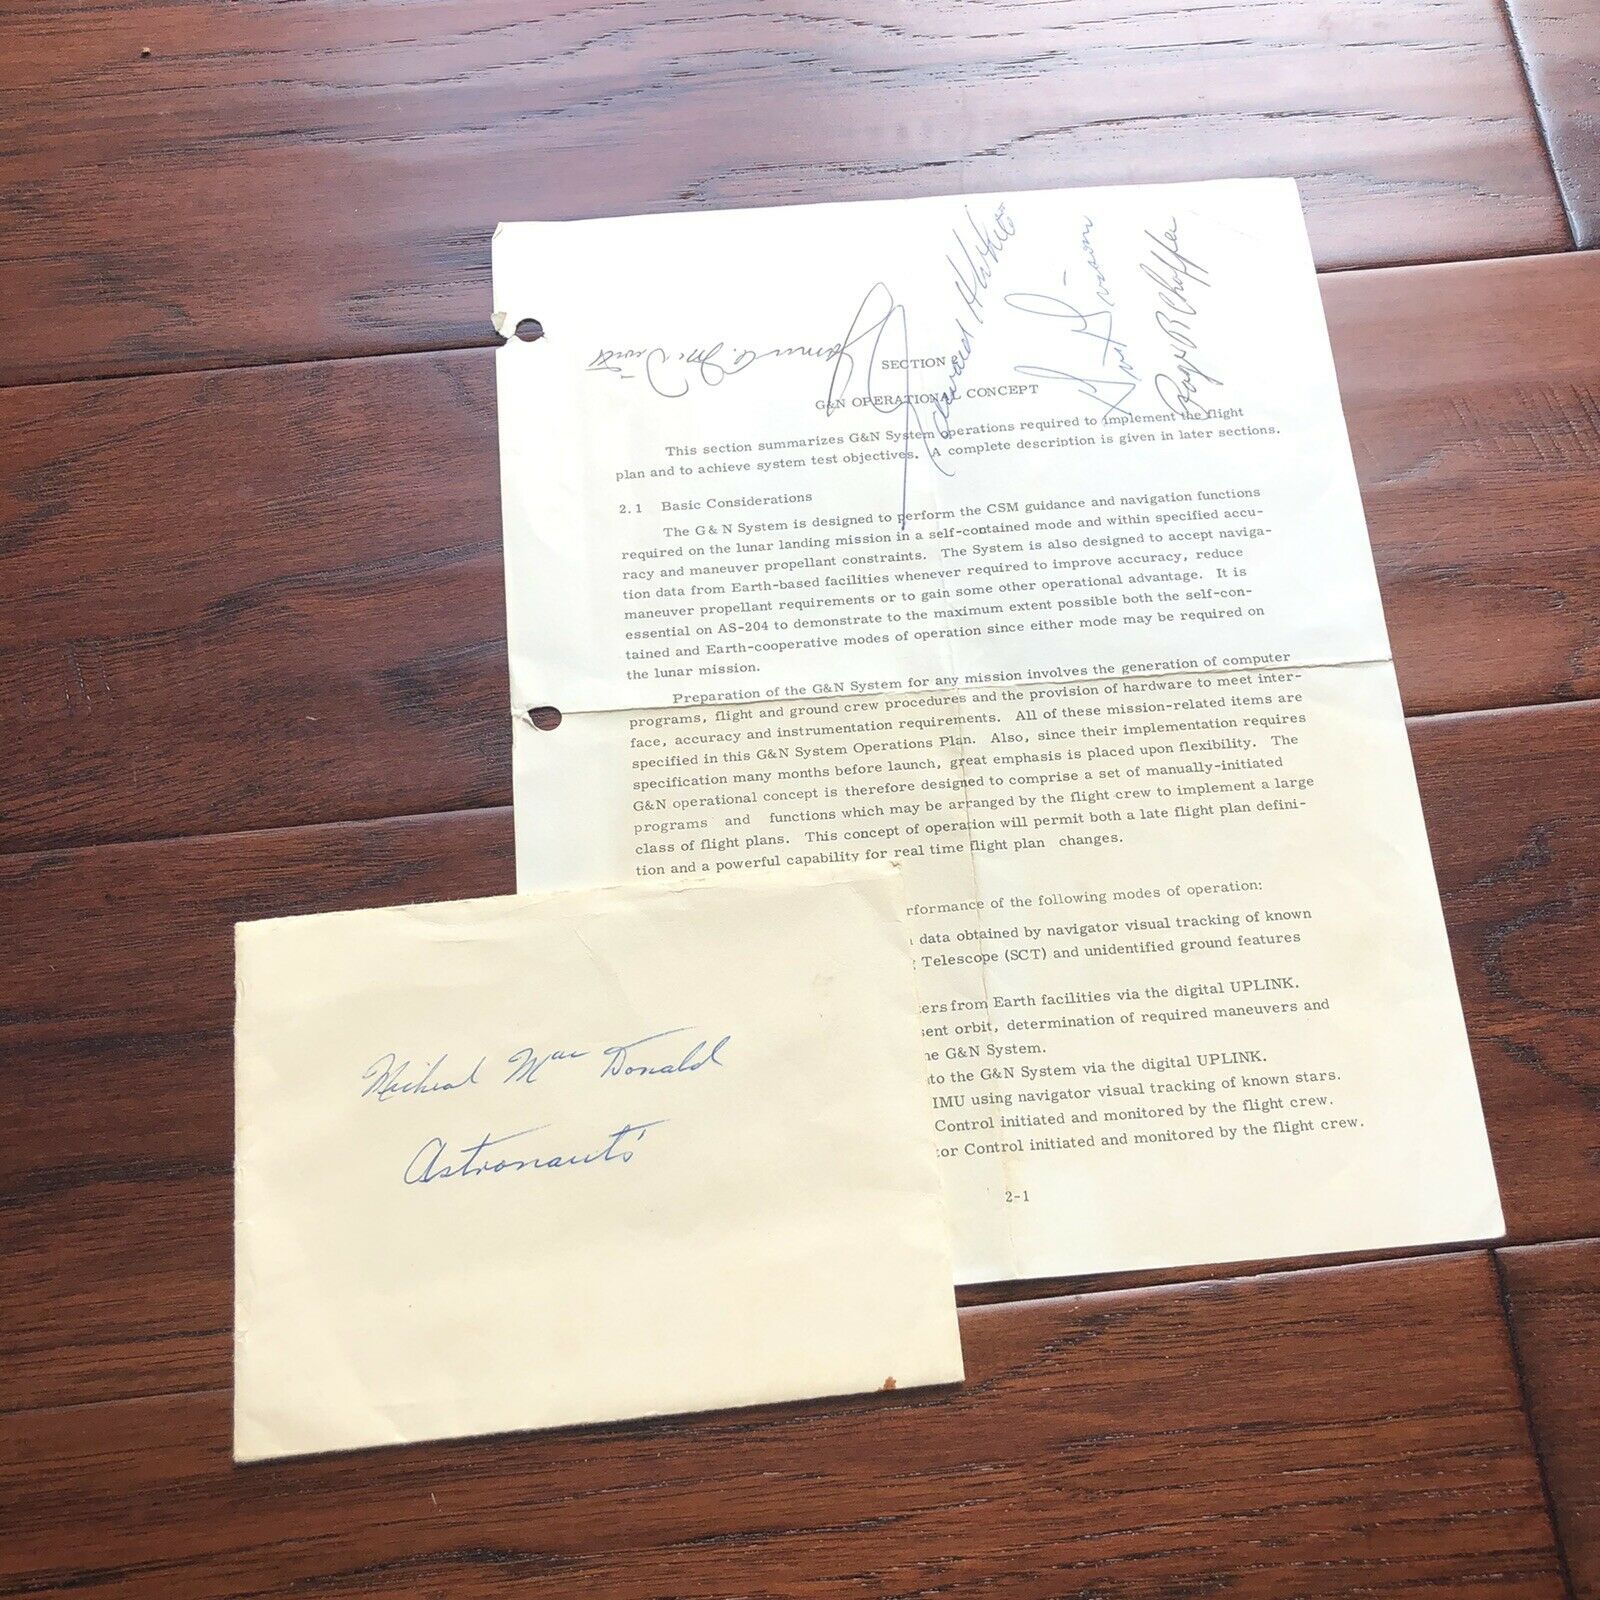 James A. McDivitt
Edward H. White
Gus Grissom
Roger B Chaffee
SECTION 2
G&N OPERATIONAL CONCEPT
This section summarizes G&N System operations required to implement the flight
plan and to achieve system test objectives. A complete description is given in later sections.
2.1 Basic Considerations
The G & N System is designed to perform the CSM guidance and navigation functions
required on the lunar landing mission in a self-contained mode and within specified accu-
racy and maneuver propellant constraints. The System is also designed to accept naviga-
tion data from Earth-based facilities whenever required to improve accuracy, reduce
maneuver propellant requirements or to gain some other operational advantage. It is
essential on AS-204 to demonstrate to the maximum extent possible both the self-con-
tained and Earth-cooperative modes of operation since either mode may be required on
the lunar mission.
Preparation of the G&N System for any mission involves the generation of computer
programs, flight and ground crew procedures and the provision of hardware to meet inter-
face, accuracy and instrumentation requirements. All of these mission-related items are
specified in this G&N System Operations Plan. Also, since their implementation requires
specification many months before launch, great emphasis is placed upon flexibility. The
G&N operational concept is therefore designed to comprise a set of manually-initiated
programs and functions which may be arranged by the flight crew to implement a large
class of flight plans. This concept of operation will permit both a late flight plan defini-
tion and a powerful capability for real time flight plan changes.
rformance of the following modes of operation:
data obtained by navigator visual tracking of known
Telescope (SCT) and unidentified ground features
ters from Earth facilities via the digital UPLINK.
sent orbit, determination of required maneuvers and
he G&N System.
to the G&N System via the digital UPLINK.
IMU using navigator visual tracking of known stars.
Control initiated and monitored by the flight crew.
tor Control initiated and monitored by the flight crew.
2-1
Micheal Mac Donald
Astronauts'